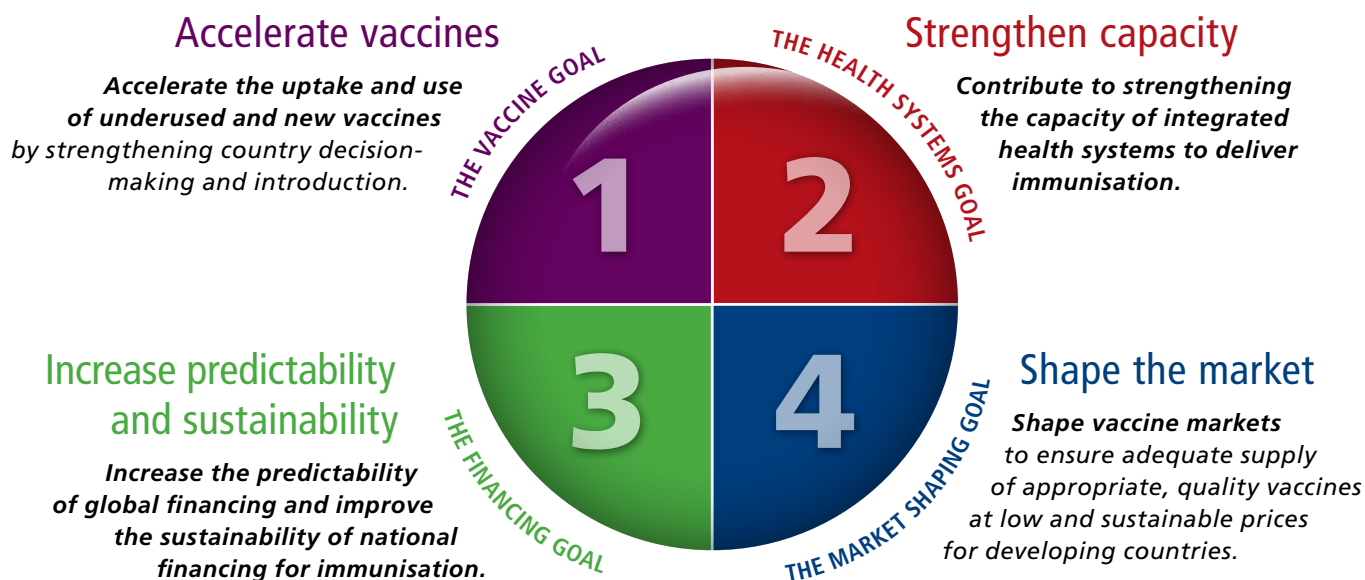 Accelerate vaccines
Accelerate the uptake and use
of underused and new vaccines
by strengthening country decision-
making and introduction.
THE VACCINE GOAL
1
Strengthen capacity
Contribute to strengthening
the capacity of integrated
health systems to deliver
immunisation.
THE HEALTH SYSTEMS GOAL
2
Increase predictability
and sustainability
Increase the predictability
of global financing and improve
the sustainability of national
financing for immunisation.
THE FINANCING GOAL
3
Shape the market
Shape vaccine markets
to ensure adequate supply
of appropriate, quality vaccines
at low and sustainable prices
for developing countries.
THE MARKET SHAPING GOAL
4